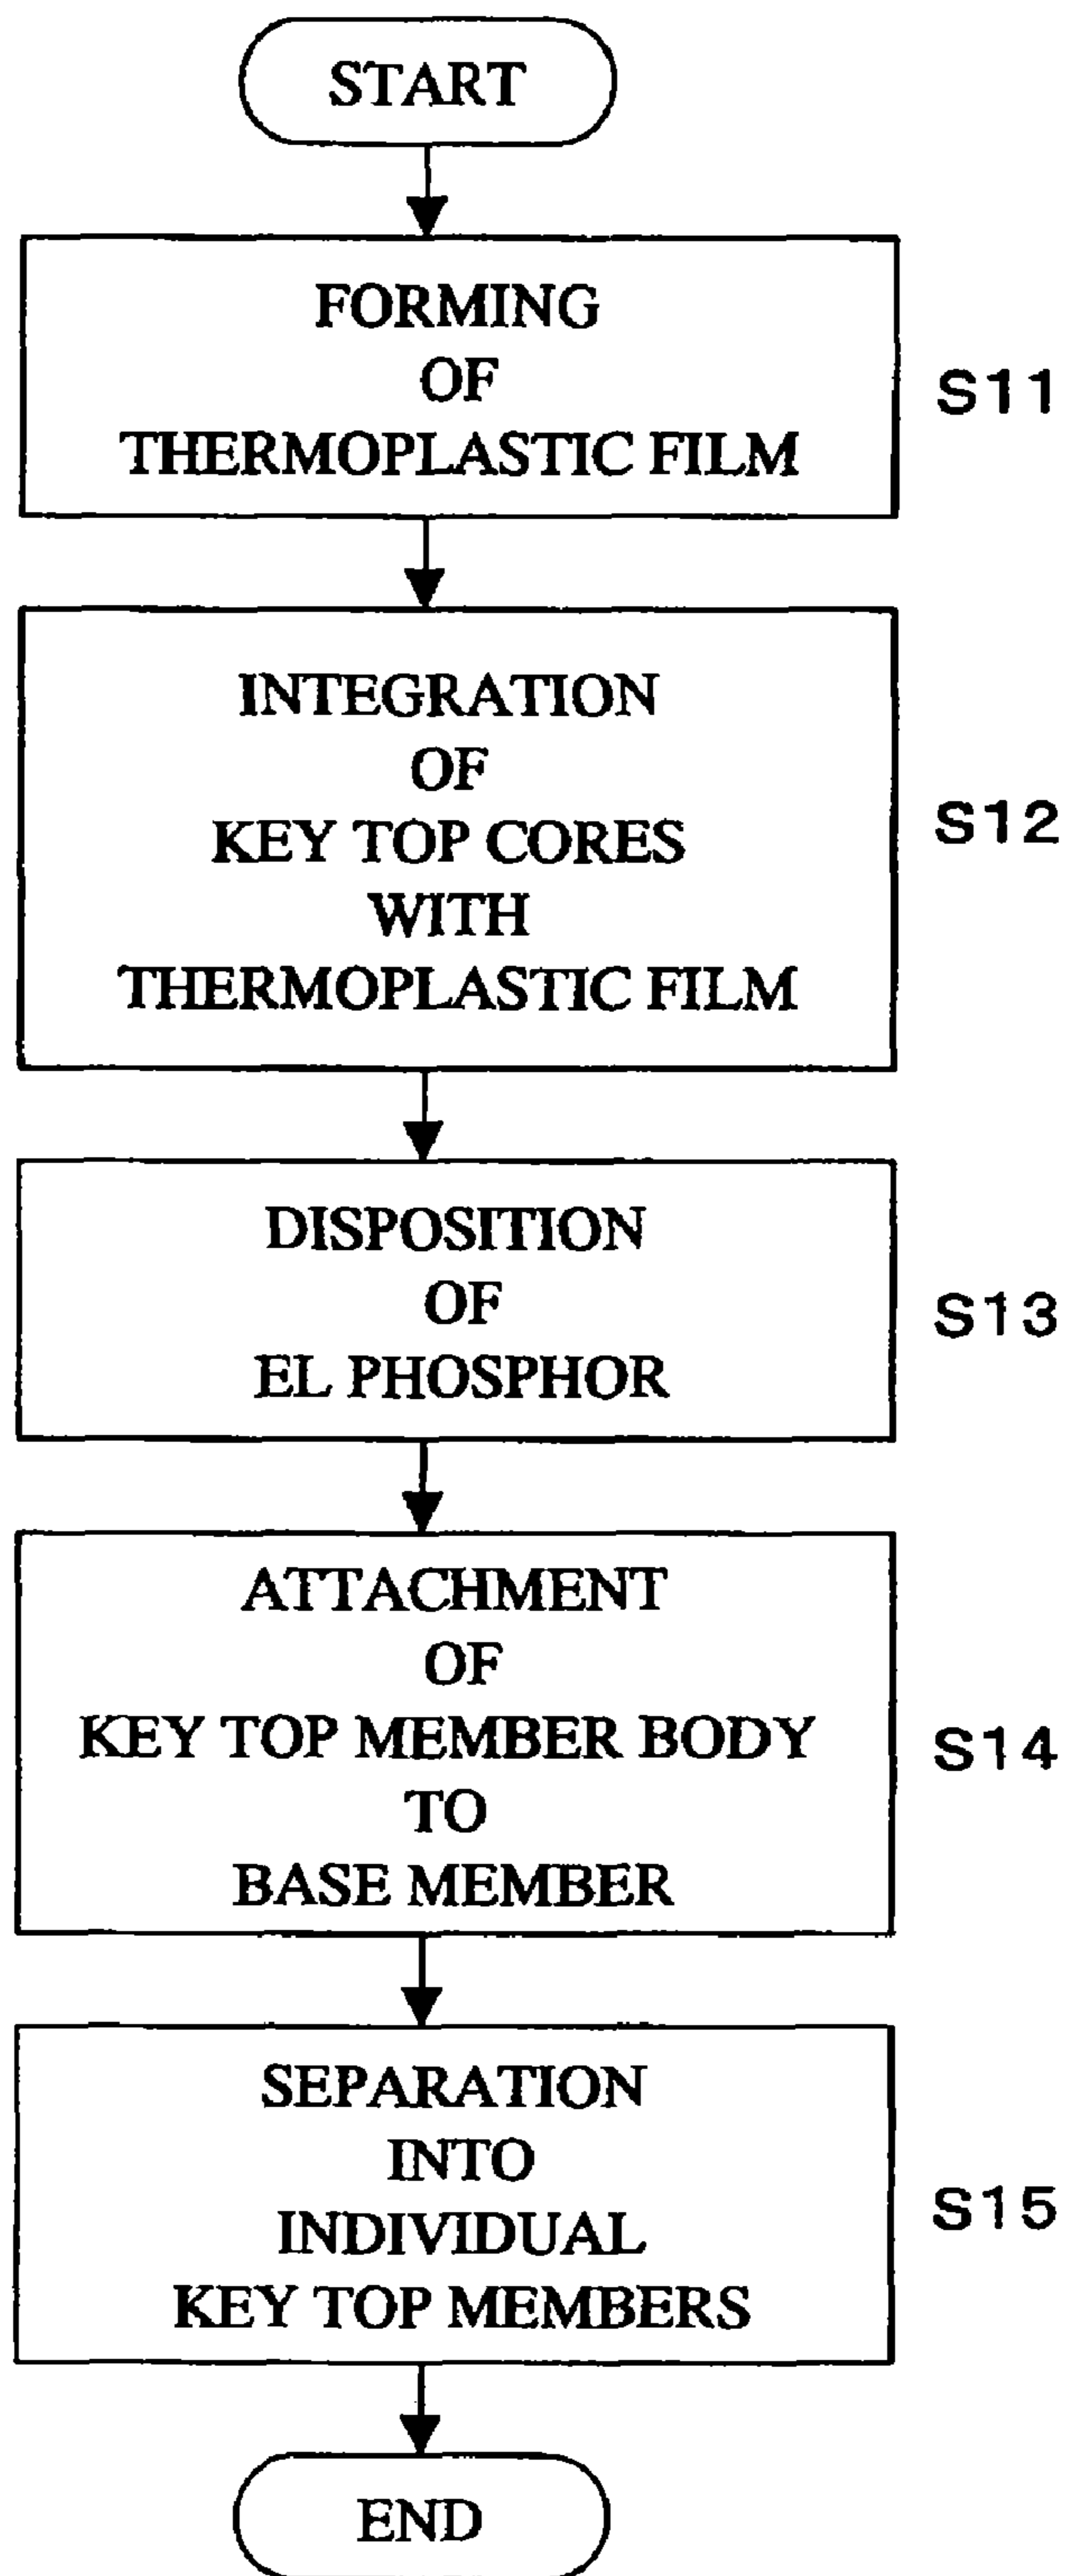 START
FORMING
OF
THERMOPLASTIC FILM
S11
INTEGRATION
OF
KEY TOP CORES
WITH
THERMOPLASTIC FILM
S12
DISPOSITION
OF
EL PHOSPHOR
S13
ATTACHMENT
OF
KEY TOP MEMBER BODY
TO
BASE MEMBER
S14
SEPARATION
INTO
INDIVIDUAL
KEY TOP MEMBERS
S15
END